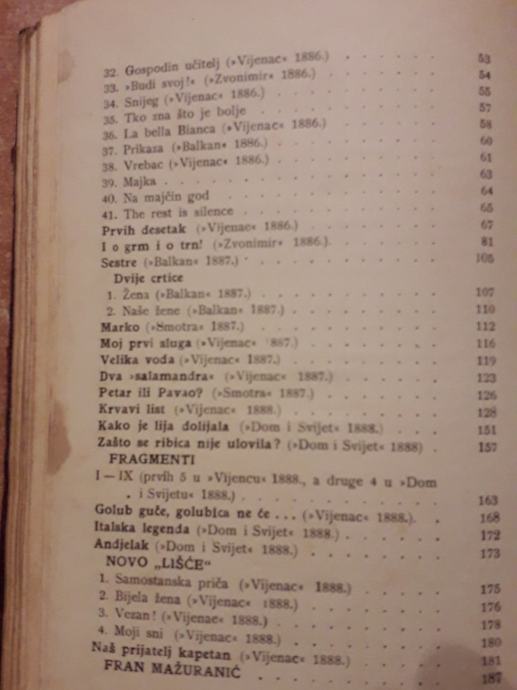 32. Gospodin učitelj (»Vijenac« 1886.) . . . . . . 53
33. »Budi svoj!« (»Zvonimir« 1886.) . . . . . . 54
34. Snijeg (»Vijenac« 1886.) . . . . . . 55
35. Tko zna što je bolje . . . . . . 57
36. La bella Bianca (»Vijenac« 1886.) . . . . . . 58
37. Prikaza (»Balkan« 1886.) . . . . . . 60
38. Vrebac (»Vijenac« 1886.) . . . . . . 61
39. Majka . . . . . . 63
40. Na majčin god . . . . . . 64
41. The rest is silence . . . . . . 65
Prvih desetak (»Vijenac« 1886.) . . . . . . 67
I o grm i o trn! (»Zvonimir« 1886.) . . . . . . 81
Sestre (»Balkan« 1887.) . . . . . . 105
Dvije crtice
1. Žena (»Balkan« 1887.) . . . . . . 107
2. Naše žene (»Balkan« 1887.) . . . . . . 110
Marko (»Smotra« 1887.) . . . . . . 112
Moj prvi sluga (»Vijenac« 887.) . . . . . . 116
Velika voda (»Vijenac« 1887.) . . . . . . 119
Dva »salamandra« (»Vijenac« 1887.) . . . . . . 123
Petar ili Pavao? (»Smotra« 1887.) . . . . . . 126
Krvavi list (»Vijenac« 1888.) . . . . . . 128
Kako je lija dolijala (»Dom i Svijet« 1888.) . . . . 151
Zašto se ribica nije ulovila? (»Dom i Svijet« 1888) . 157
FRAGMENTI
I — IX (prvih 5 u »Vijencu« 1888., a druge 4 u »Dom
i Svijetu« 1888.) . . . . . . 163
Golub guče, golubica ne će . . . (»Vijenac« 1888.). . 168
Italska legenda (»Dom i Svijet« 1888.) . . . . . 172
Andjelak (»Dom i Svijet« 1888.) . . . . . . 173
NOVO „LIŠĆE“
1. Samostanska priča (»Vijenac« 1888.) . . . . 175
2. Bijela žena (»Vijenac« 1888.) . . . . . 176
3. Vezan! (»Vijenac« 1888.) . . . . . . 178
4. Moji sni (»Vijenac« 1888.) . . . . . . 180
Naš prijatelj kapetan (»Vijenac« 1888.) . . . . . 181
FRAN MAŽURANIĆ . . . . . . 187